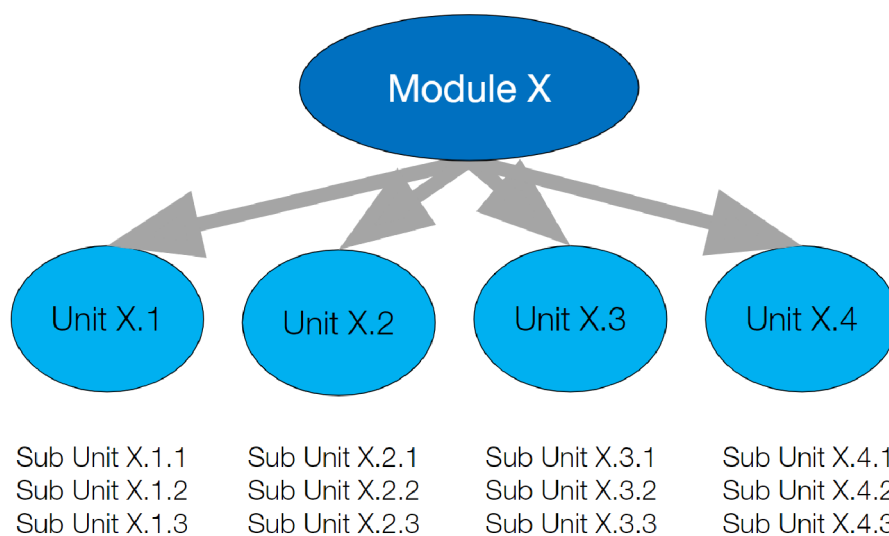 Module X
Unit X.1
Unit X.2
Unit X.3
Unit X.4
Sub Unit X.1.1
Sub Unit X.1.2
Sub Unit X.1.3
Sub Unit X.2.1
Sub Unit X.2.2
Sub Unit X.2.3
Sub Unit X.3.1
Sub Unit X.3.2
Sub Unit X.3.3
Sub Unit X.4.1
Sub Unit X.4.2
Sub Unit X.4.3